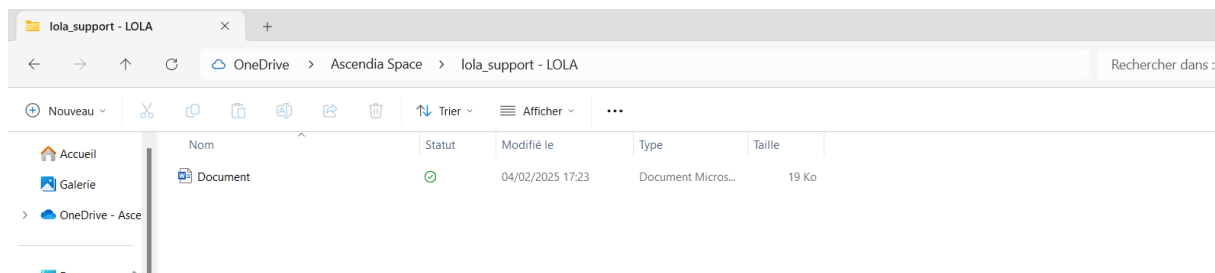 lola_support - LOLA
OneDrive > Ascendia Space > lola_support - LOLA
Rechercher dans :
Nouveau
Trier
Afficher
Nom Statut Modifié le Type Taille
Accueil
Galerie
OneDrive - Asce
Document 04/02/2025 17:23 Document Micros... 19 Ko